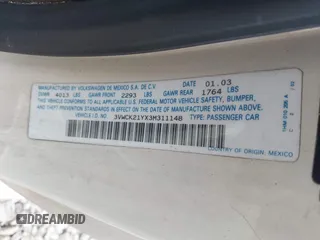 MANUFACTURED BY
VOLKSWAGEN DE MEXICO S.A. DE C.V. DATE 01.03
GVWR 4013 LBS GAWR FRONT 2293 LBS GAWR REAR 1764 LBS
THIS VEHICLE CONFORMS TO ALL
APPLICABLE U.S. FEDERAL MOTOR VEHICLE SAFETY, BUMPER,
AND THEFT PREVENTION STANDARDS IN EFFECT ON THE DATE
OF MANUFACTURE SHOWN ABOVE.
VEHICLE IDENT. NO.: 3VWCK21YX3M311148 TYPE: PASSENGER CAR
COUNTRY OF ORIGIN: MEXICO
DREAMBID